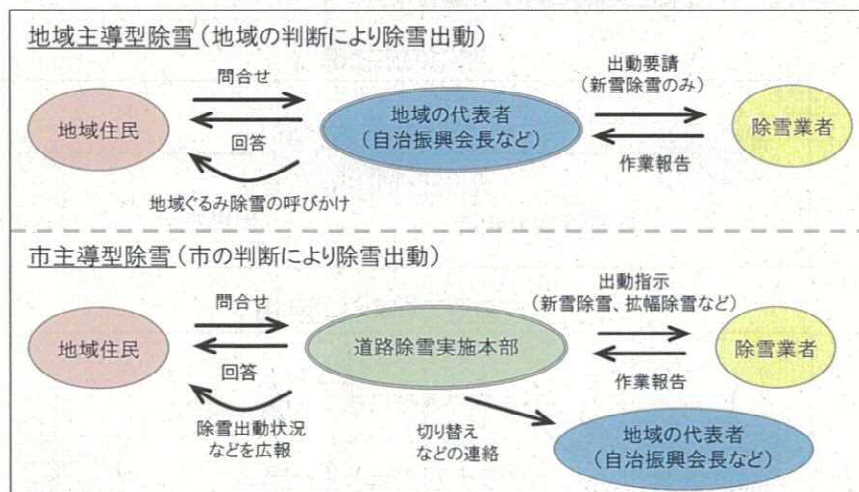 地域主導型除雪（地域の判断により除雪出動）
問合せ
出動要請
（新雪除雪のみ）
地域住民
地域の代表者
（自治振興会長など）
除雪業者
回答
作業報告
地域ぐるみ除雪の呼びかけ
市主導型除雪（市の判断により除雪出動）
問合せ
出動指示
（新雪除雪、拡幅除雪など）
地域住民
道路除雪実施本部
除雪業者
回答
作業報告
除雪出動状況
などを広報
切り替え
などの連絡
地域の代表者
（自治振興会長など）